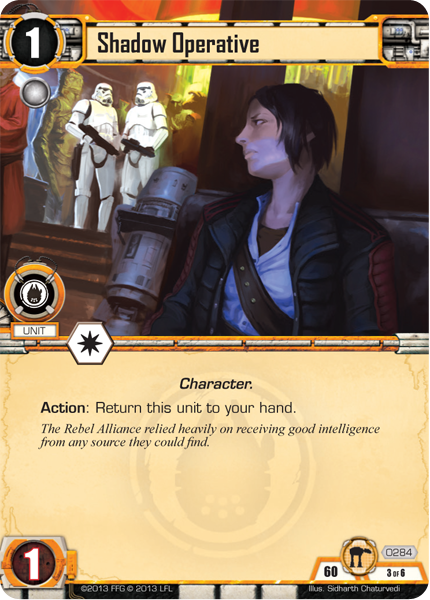 1
Shadow Operative
UNIT
Character.
Action: Return this unit to your hand.
The Rebel Alliance relied heavily on receiving good intelligence
from any source they could find.
1
60
0284
3 OF 6
©2013 FFG © 2013 LFL
Illus. Sidharth Chaturvedi